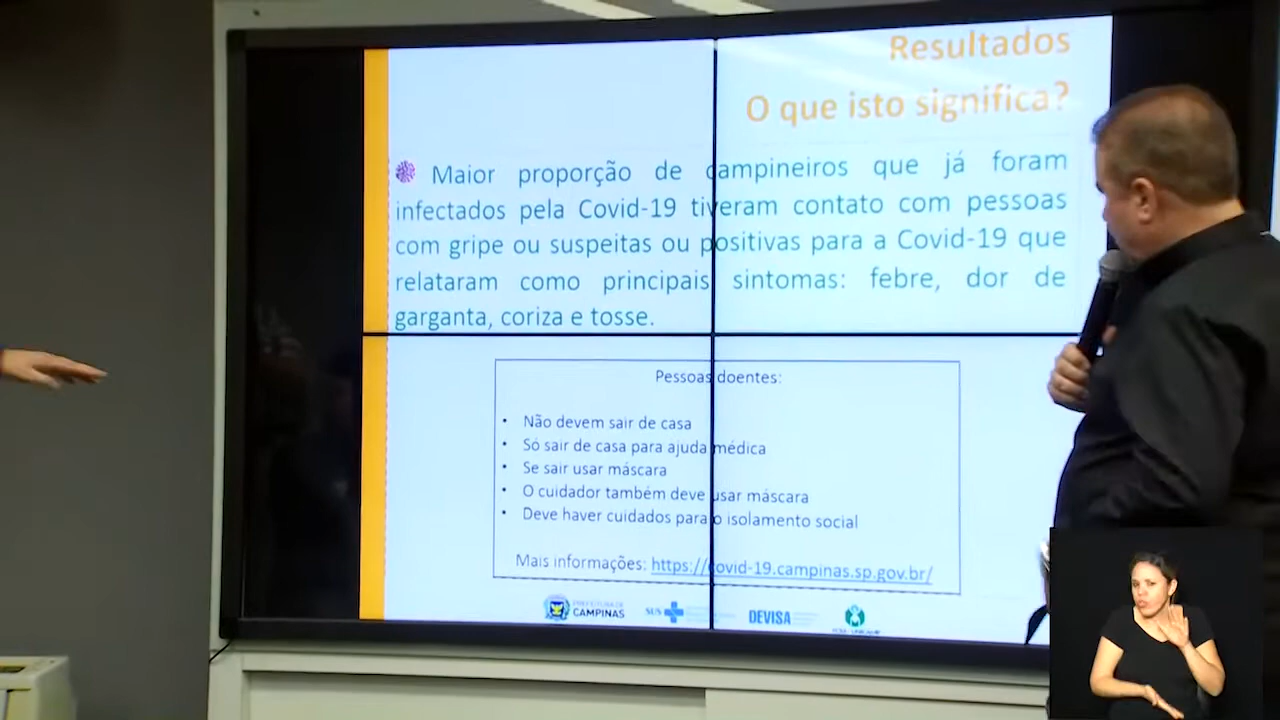 Resultados
O que isto significa?
Maior proporção de campineiros que já foram
infectados pela Covid-19 tiveram contato com pessoas
com gripe ou suspeitas ou positivas para a Covid-19 que
relataram como principais sintomas: febre, dor de
garganta, coriza e tosse.
Pessoas doentes:
• Não devem sair de casa
• Só sair de casa para ajuda médica
• Se sair usar máscara
• O cuidador também deve usar máscara
• Deve haver cuidados para o isolamento social
Mais informações: https://covid-19.campinas.sp.gov.br/
PREFEITURA DE
CAMPINAS
SUS
DEVISA